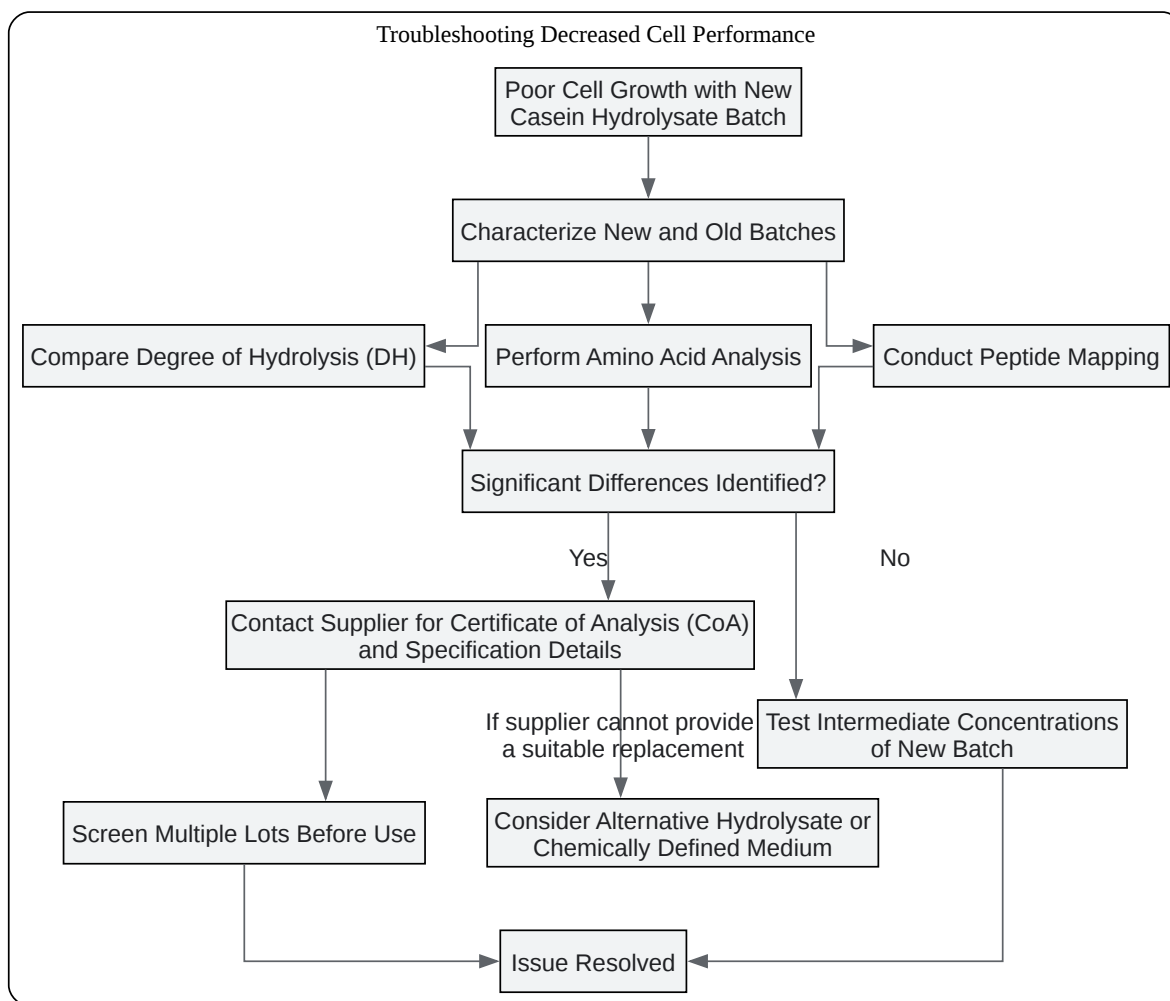 Troubleshooting Decreased Cell Performance
Poor Cell Growth with New
Casein Hydrolysate Batch
Characterize New and Old Batches
Compare Degree of Hydrolysis (DH)
Perform Amino Acid Analysis
Conduct Peptide Mapping
Significant Differences Identified?
Yes
No
Contact Supplier for Certificate of Analysis (CoA)
and Specification Details
If supplier cannot provide
a suitable replacement
Test Intermediate Concentrations
of New Batch
Screen Multiple Lots Before Use
Consider Alternative Hydrolysate or
Chemically Defined Medium
Issue Resolved